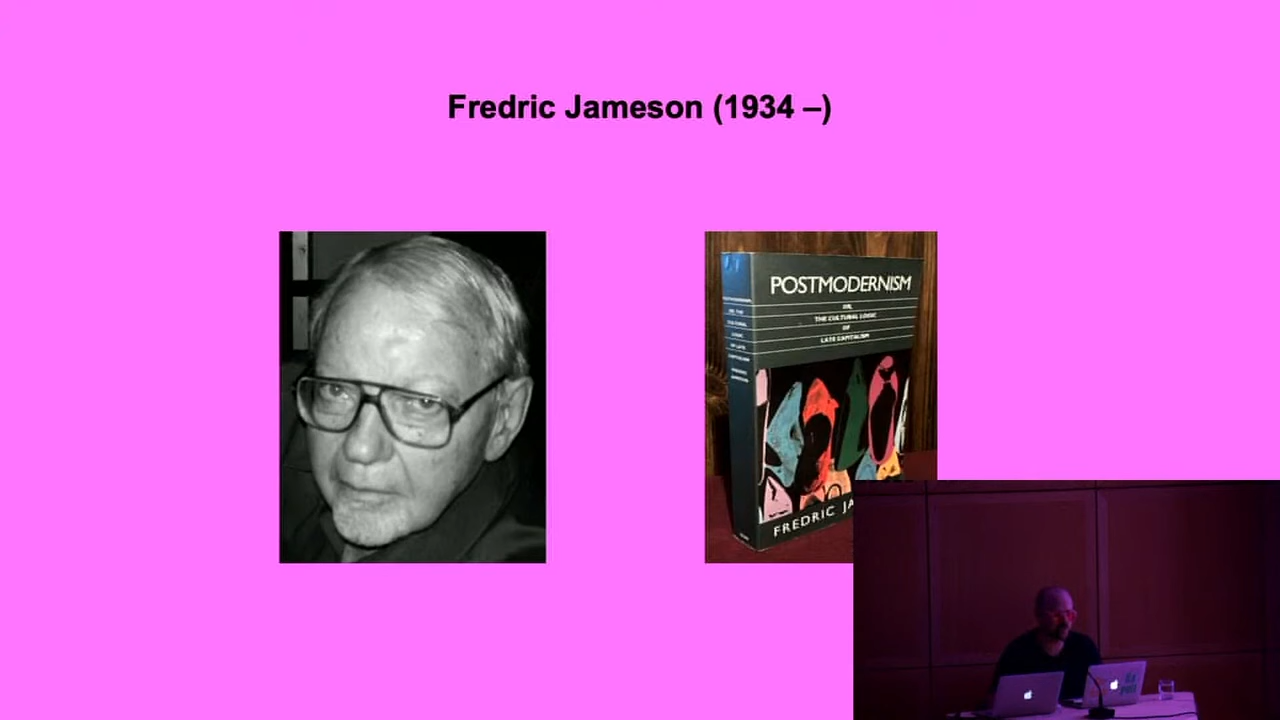 Fredric Jameson (1934 –)
POSTMODERNISM
OR,
THE CULTURAL LOGIC
OF
LATE CAPITALISM
FREDRIC JA